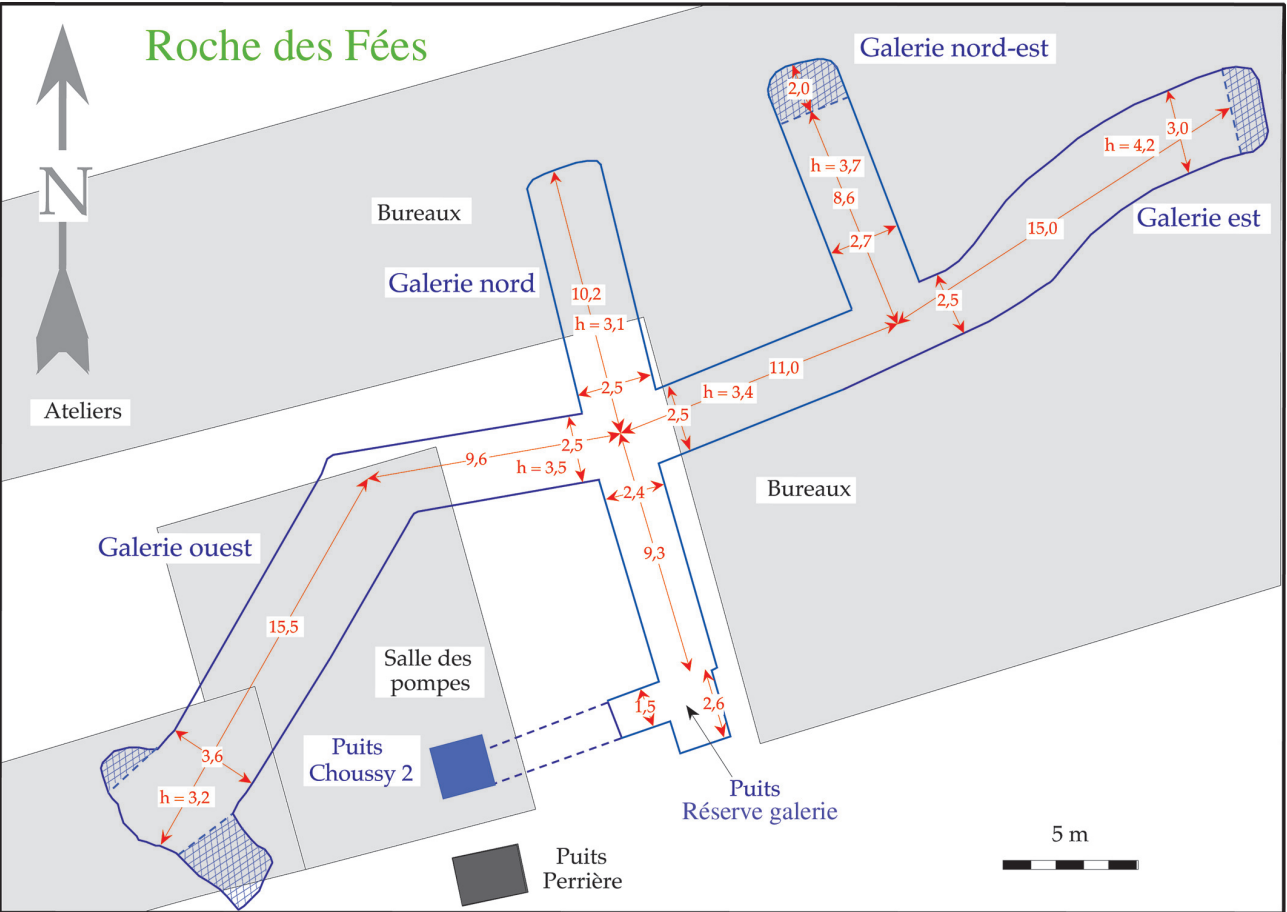 Roche des Fées
N
Galerie nord-est
2,0
3,0
h = 4,2
h = 3,7
8,6
Bureaux
Galerie est
15,0
2,7
Galerie nord
10,2
2,5
h = 3,1
11,0
h = 3,4
2,5
Ateliers
2,5
2,5
9,6
h = 3,5
2,4
Bureaux
Galerie ouest
9,3
15,5
Salle des
pompes
1,5
2,6
3,6
Puits
Choussy 2
h = 3,2
Puits
Réserve galerie
5 m
Puits
Perrière